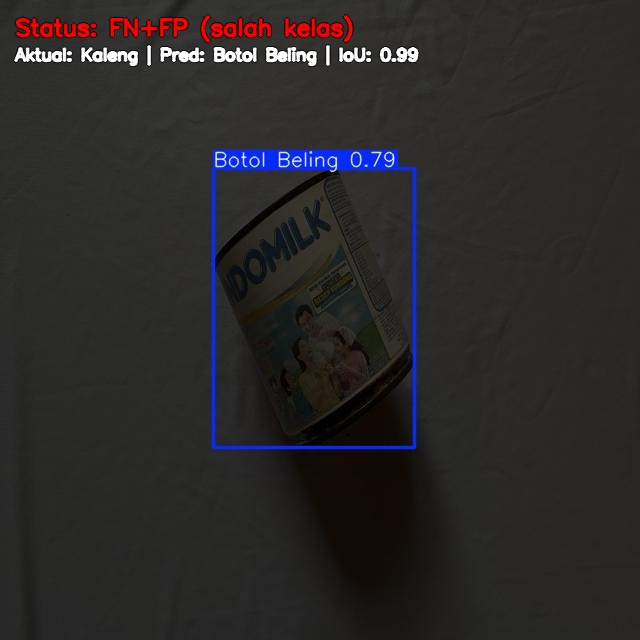 Status: FN+FP (salah kelas)
Aktual: Kaleng | Pred: Botol Beling | IoU: 0.99
Botol Beling 0.79
DOMILK